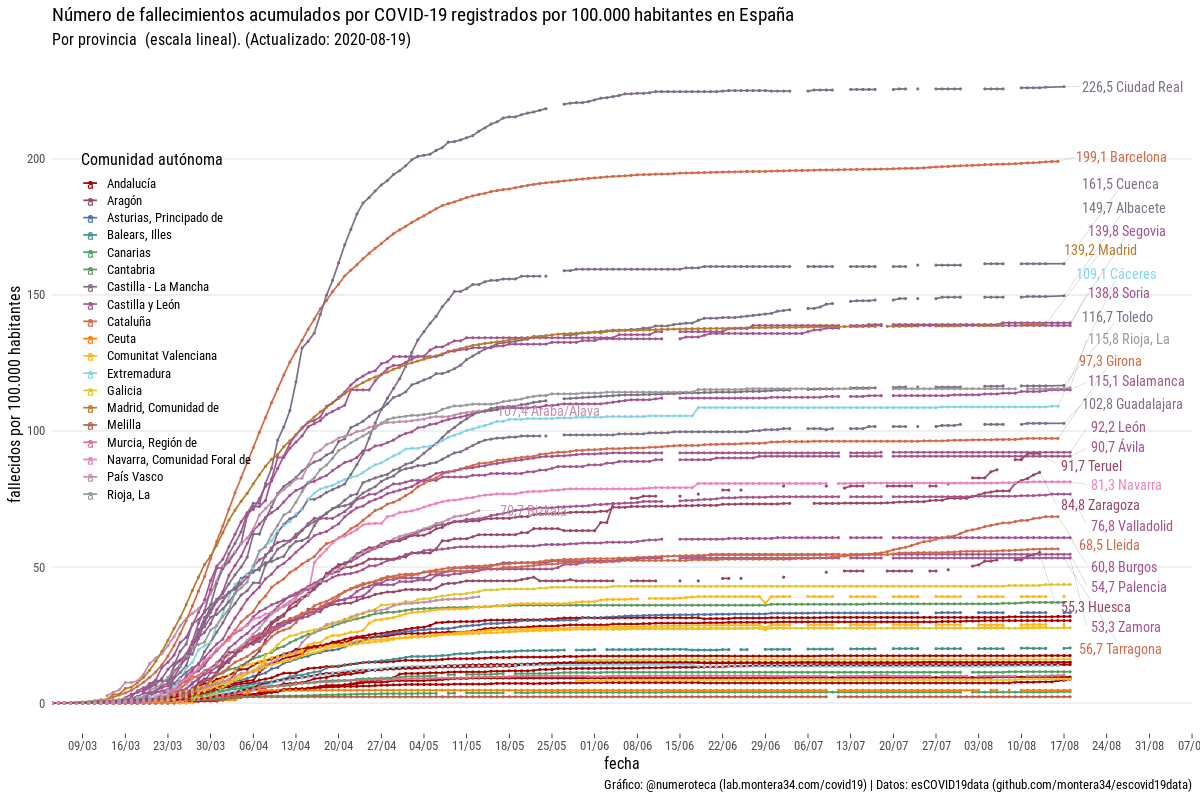 Número de fallecimientos acumulados por COVID-19 registrados por 100.000 habitantes en España
Por provincia  (escala lineal). (Actualizado: 2020-08-19)
fallecidos por 100.000 habitantes
200
150
100
50
0
Comunidad autónoma
Andalucía
Aragón
Asturias, Principado de
Balears, Illes
Canarias
Cantabria
Castilla - La Mancha
Castilla y León
Cataluña
Ceuta
Comunitat Valenciana
Extremadura
Galicia
Madrid, Comunidad de
Melilla
Murcia, Región de
Navarra, Comunidad Foral de
País Vasco
Rioja, La
107,4 Araba/Álava
226,5 Ciudad Real
199,1 Barcelona
161,5 Cuenca
149,7 Albacete
139,8 Segovia
139,2 Madrid
109,1 Cáceres
138,8 Soria
116,7 Toledo
115,8 Rioja, La
97,3 Girona
115,1 Salamanca
102,8 Guadalajara
92,2 León
90,7 Ávila
91,7 Teruel
81,3 Navarra
84,8 Zaragoza
76,8 Valladolid
68,5 Lleida
60,8 Burgos
54,7 Palencia
55,3 Huesca
53,3 Zamora
56,7 Tarragona
09/03 16/03 23/03 30/03 06/04 13/04 20/04 27/04 04/05 11/05 18/05 25/05 01/06 08/06 15/06 22/06 29/06 06/07 13/07 20/07 27/07 03/08 10/08 17/08 24/08 31/08 07/0
fecha
Gráfico: @numeroteca (lab.montera34.com/covid19) | Datos: esCOVID19data (github.com/montera34/escovid19data)